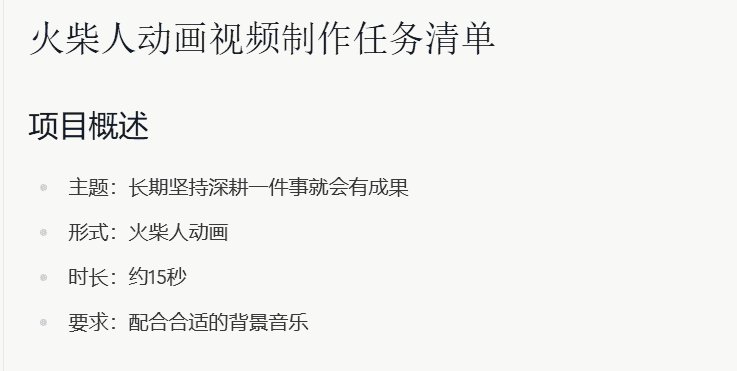 火柴人动画视频制作任务清单
项目概述
主题：长期坚持深耕一件事就会有成果
形式：火柴人动画
时长：约15秒
要求：配合合适的背景音乐